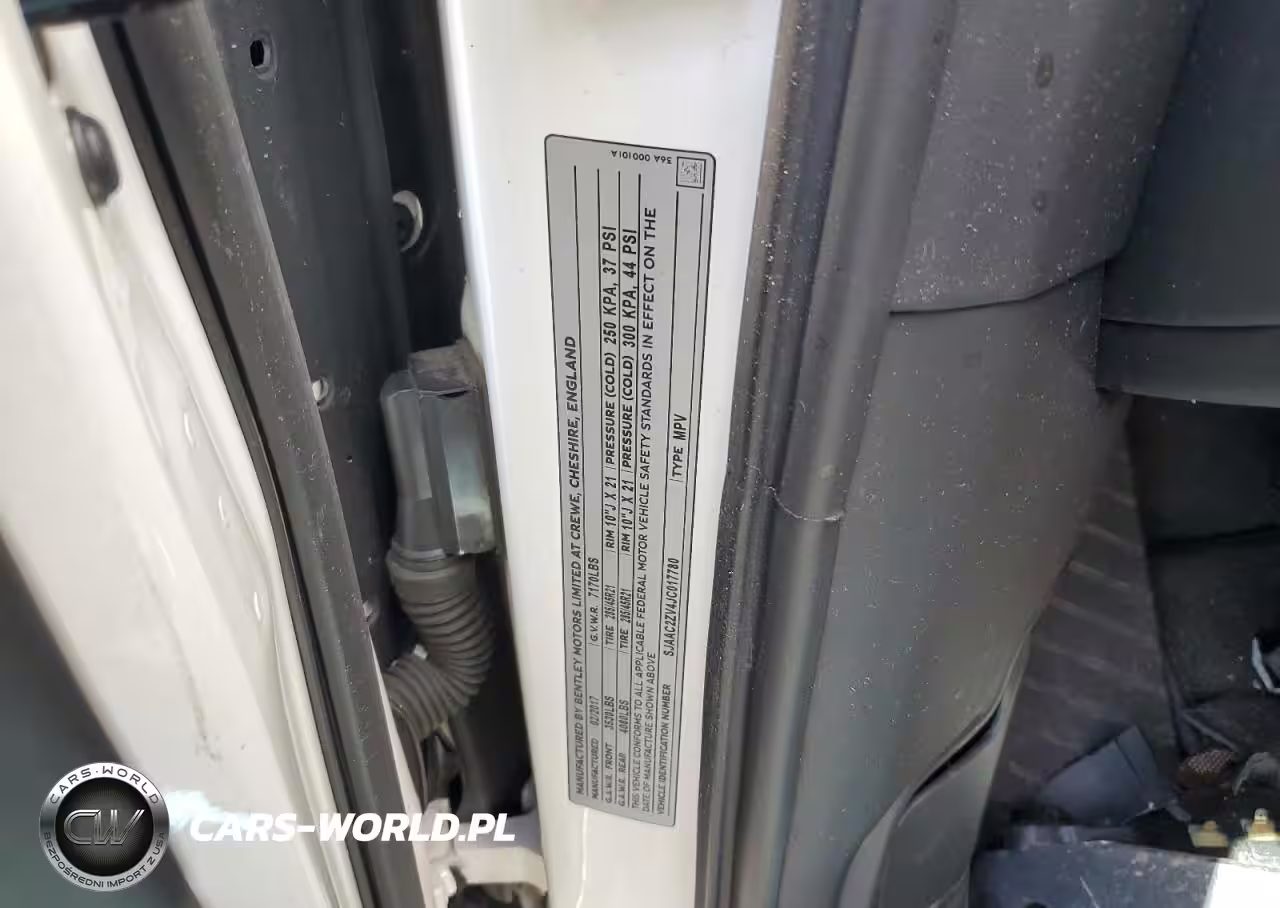 36A 000101A
MANUFACTURED BY BENTLEY MOTORS LIMITED AT CREWE, CHESHIRE, ENGLAND
MANUFACTURED 02/2017 G.V.W.R. 7170LBS
G.A.W.R. FRONT 3520LBS TIRE 285/45R21 RIM 10"J X 21 PRESSURE (COLD) 250 KPA, 37 PSI
G.A.W.R. REAR 4080LBS TIRE 285/45R21 RIM 10"J X 21 PRESSURE (COLD) 300 KPA, 44 PSI
THIS VEHICLE CONFORMS TO ALL APPLICABLE FEDERAL MOTOR VEHICLE SAFETY STANDARDS IN EFFECT ON THE
DATE OF MANUFACTURE SHOWN ABOVE
VEHICLE IDENTIFICATION NUMBER SJAAC2ZV4JC017780 TYPE MPV
CARS-WORLD
CW
BEZPOŚREDNI IMPORT Z USA
CARS-WORLD.PL